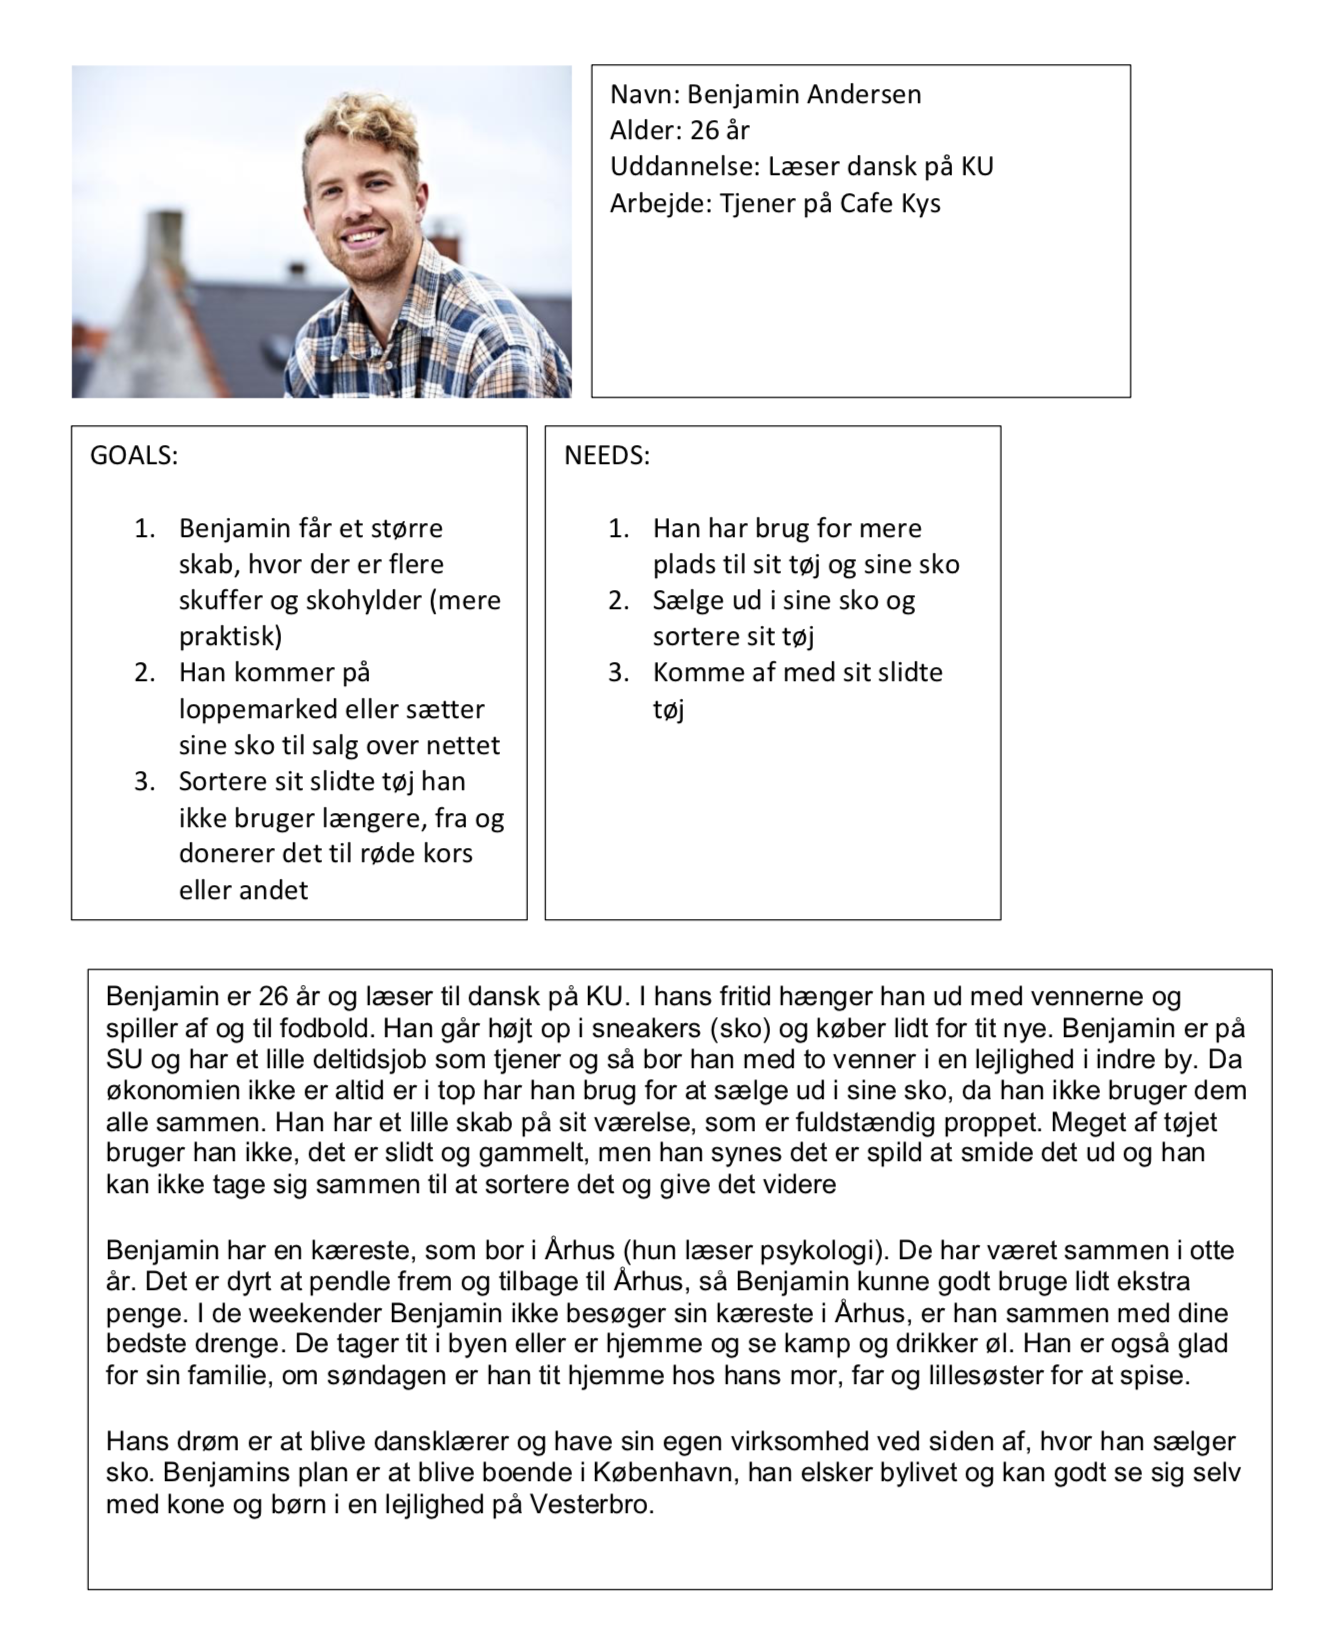 Navn: Benjamin Andersen
Alder: 26 år
Uddannelse: Læser dansk på KU
Arbejde: Tjener på Cafe Kys
GOALS:
1. Benjamin får et større
skab, hvor der er flere
skuffer og skohylder (mere
praktisk)
2. Han kommer på
loppemarked eller sætter
sine sko til salg over nettet
3. Sortere sit slidte tøj han
ikke bruger længere, fra og
donerer det til røde kors
eller andet
NEEDS:
1. Han har brug for mere
plads til sit tøj og sine sko
2. Sælge ud i sine sko og
sortere sit tøj
3. Komme af med sit slidte
tøj
Benjamin er 26 år og læser til dansk på KU. I hans fritid hænger han ud med vennerne og
spiller af og til fodbold. Han går højt op i sneakers (sko) og køber lidt for tit nye. Benjamin er på
SU og har et lille deltidsjob som tjener og så bor han med to venner i en lejlighed i indre by. Da
økonomien ikke er altid er i top har han brug for at sælge ud i sine sko, da han ikke bruger dem
alle sammen. Han har et lille skab på sit værelse, som er fuldstændig proppet. Meget af tøjet
bruger han ikke, det er slidt og gammelt, men han synes det er spild at smide det ud og han
kan ikke tage sig sammen til at sortere det og give det videre
Benjamin har en kæreste, som bor i Århus (hun læser psykologi). De har været sammen i otte
år. Det er dyrt at pendle frem og tilbage til Århus, så Benjamin kunne godt bruge lidt ekstra
penge. I de weekender Benjamin ikke besøger sin kæreste i Århus, er han sammen med dine
bedste drenge. De tager tit i byen eller er hjemme og se kamp og drikker øl. Han er også glad
for sin familie, om søndagen er han tit hjemme hos hans mor, far og lillesøster for at spise.
Hans drøm er at blive dansklærer og have sin egen virksomhed ved siden af, hvor han sælger
sko. Benjamins plan er at blive boende i København, han elsker bylivet og kan godt se sig selv
med kone og børn i en lejlighed på Vesterbro.